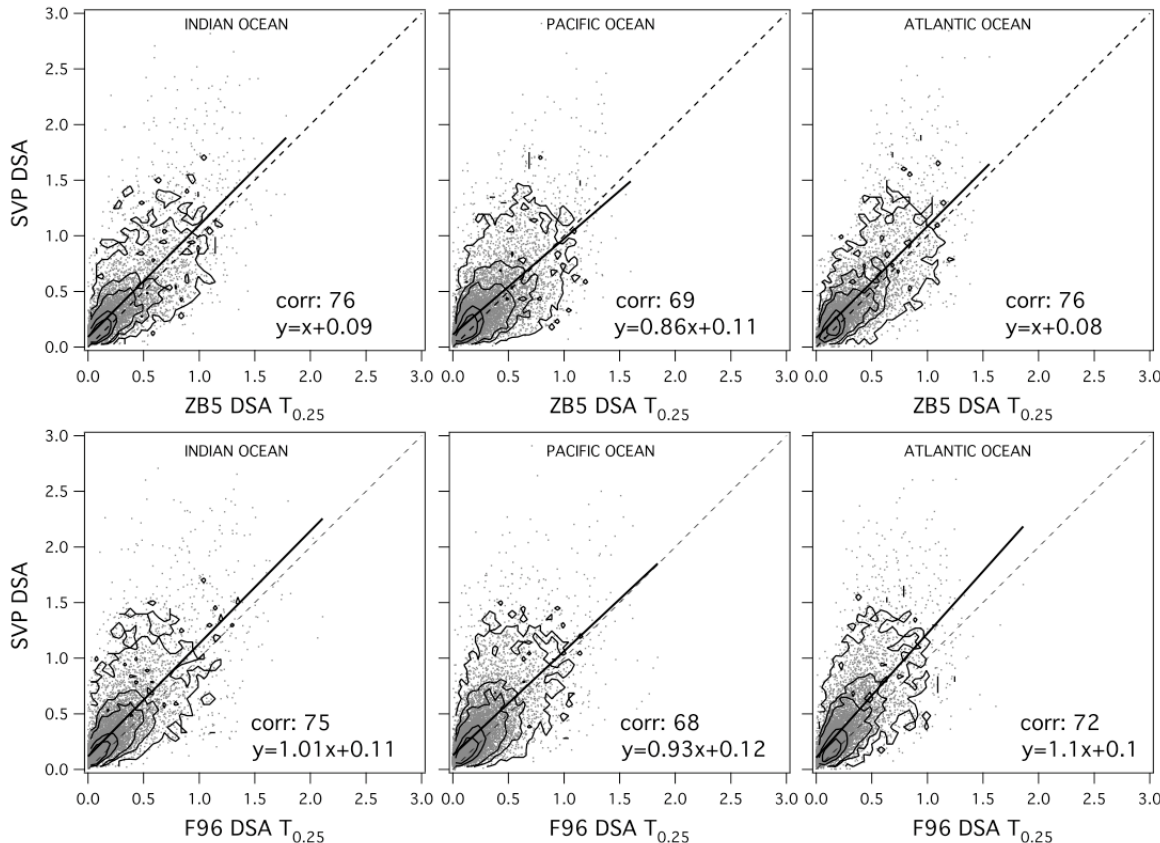 INDIAN OCEAN PACIFIC OCEAN ATLANTIC OCEAN
3.0
2.5
2.0
1.5
1.0
0.5
0.0
SVP DSA
corr: 76
y=x+0.09
corr: 69
y=0.86x+0.11
corr: 76
y=x+0.08
0.0 0.5 1.0 1.5 2.0 2.5 3.0 0.0 0.5 1.0 1.5 2.0 2.5 3.0 0.0 0.5 1.0 1.5 2.0 2.5 3.0
ZB5 DSA T0.25 ZB5 DSA T0.25 ZB5 DSA T0.25
INDIAN OCEAN PACIFIC OCEAN ATLANTIC OCEAN
3.0
2.5
2.0
1.5
1.0
0.5
0.0
SVP DSA
corr: 75
y=1.01x+0.11
corr: 68
y=0.93x+0.12
corr: 72
y=1.1x+0.1
0.0 0.5 1.0 1.5 2.0 2.5 3.0 0.0 0.5 1.0 1.5 2.0 2.5 3.0 0.0 0.5 1.0 1.5 2.0 2.5 3.0
F96 DSA T0.25 F96 DSA T0.25 F96 DSA T0.25